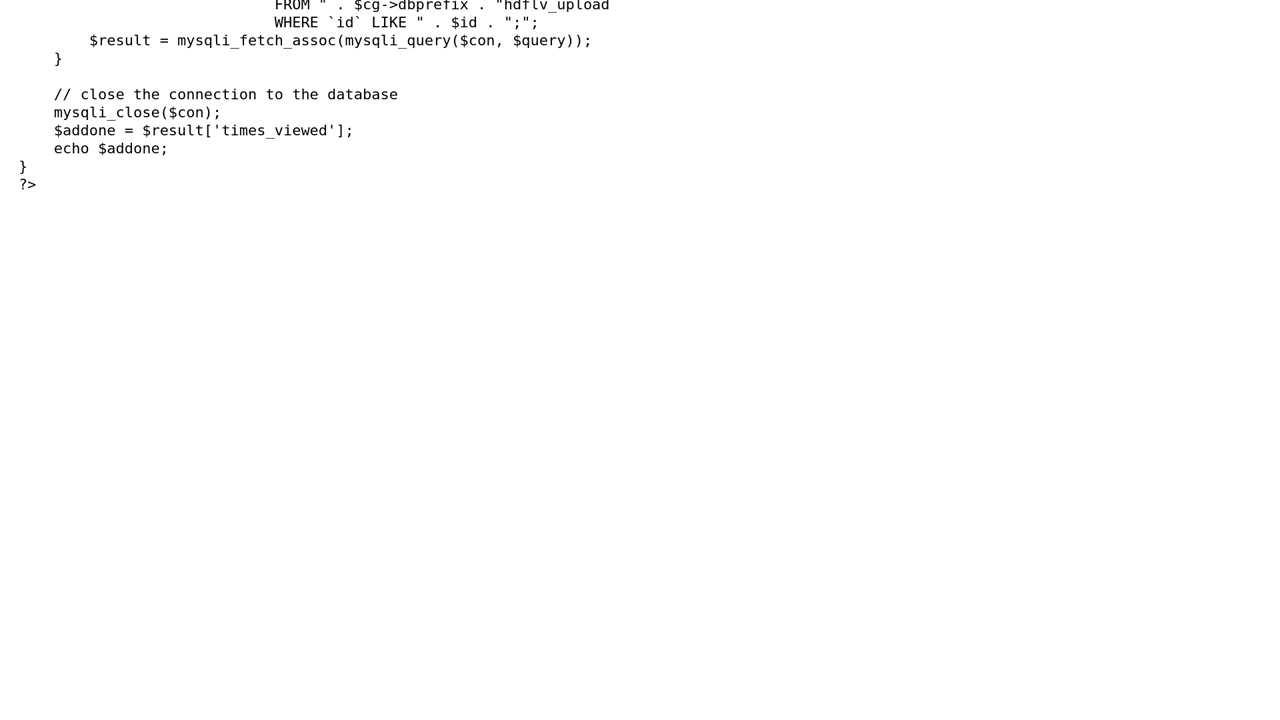 FROM " . $cg->dbprefix . "hdflv_upload
WHERE `id` LIKE " . $id . ";";
$result = mysqli_fetch_assoc(mysqli_query($con, $query));
}
// close the connection to the database
mysqli_close($con);
$addone = $result['times_viewed'];
echo $addone;
}
?>